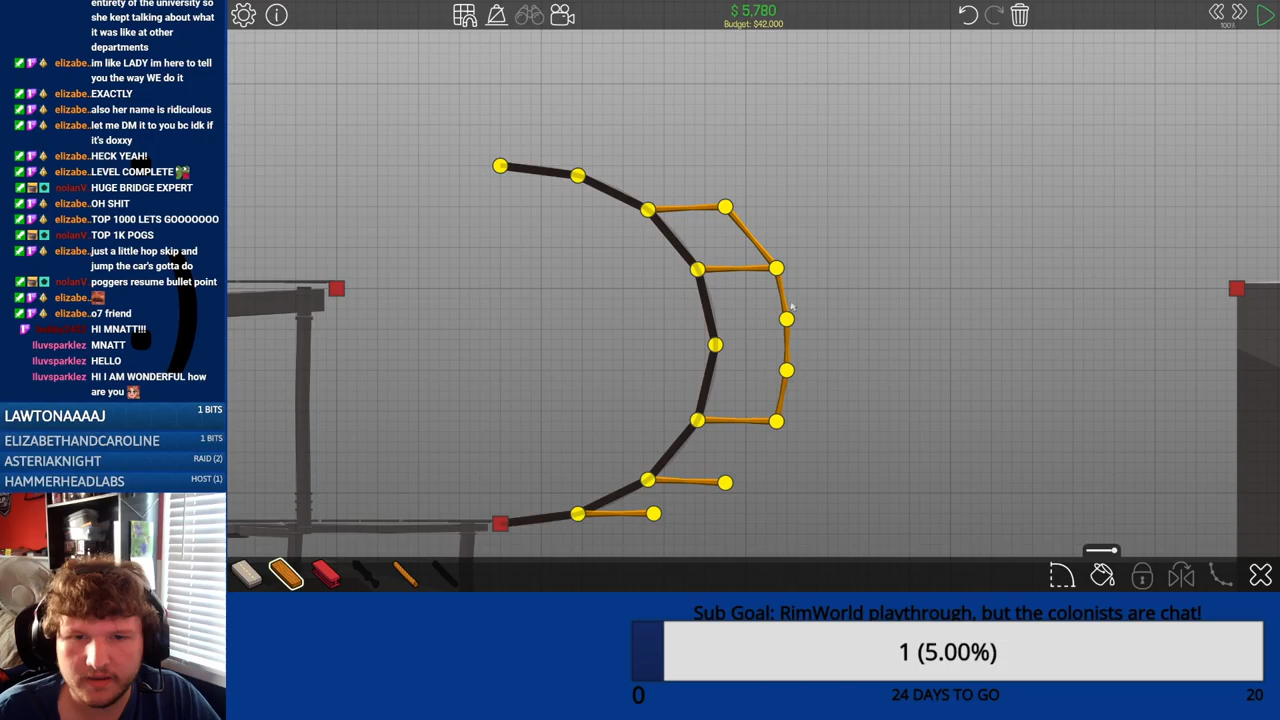 entirety of the university so
she kept talking about what
it was like at other
departments
elizabe..im like LADY im here to tell
you the way WE do it
elizabe..EXACTLY
elizabe..also her name is ridiculous
elizabe..let me DM it to you bc idk if
it's doxxy
elizabe..HECK YEAH!
elizabe..LEVEL COMPLETE
nolanV. HUGE BRIDGE EXPERT
elizabe..OH SHIT
elizabe..TOP 1000 LETS GOOOOOOO
nolanV. TOP 1K POGS
elizabe..just a little hop skip and
jump the car's gotta do
nolanV. poggers resume bullet point
elizabe..
elizabe..o7 friend
HI MNATT!!!
Iluvsparklez MNATT
Iluvsparklez HELLO
Iluvsparklez HI I AM WONDERFUL how
are you
LAWTONAAAAJ 1 BITS
ELIZABETHANDCAROLINE 1 BITS
ASTERIAKNIGHT RAID (2)
HAMMERHEADLABS HOST (1)
$ 5,780
Budget: $42,000
100%
Sub Goal: RimWorld playthrough, but the colonists are chat!
1 (5.00%)
0 24 DAYS TO GO 20